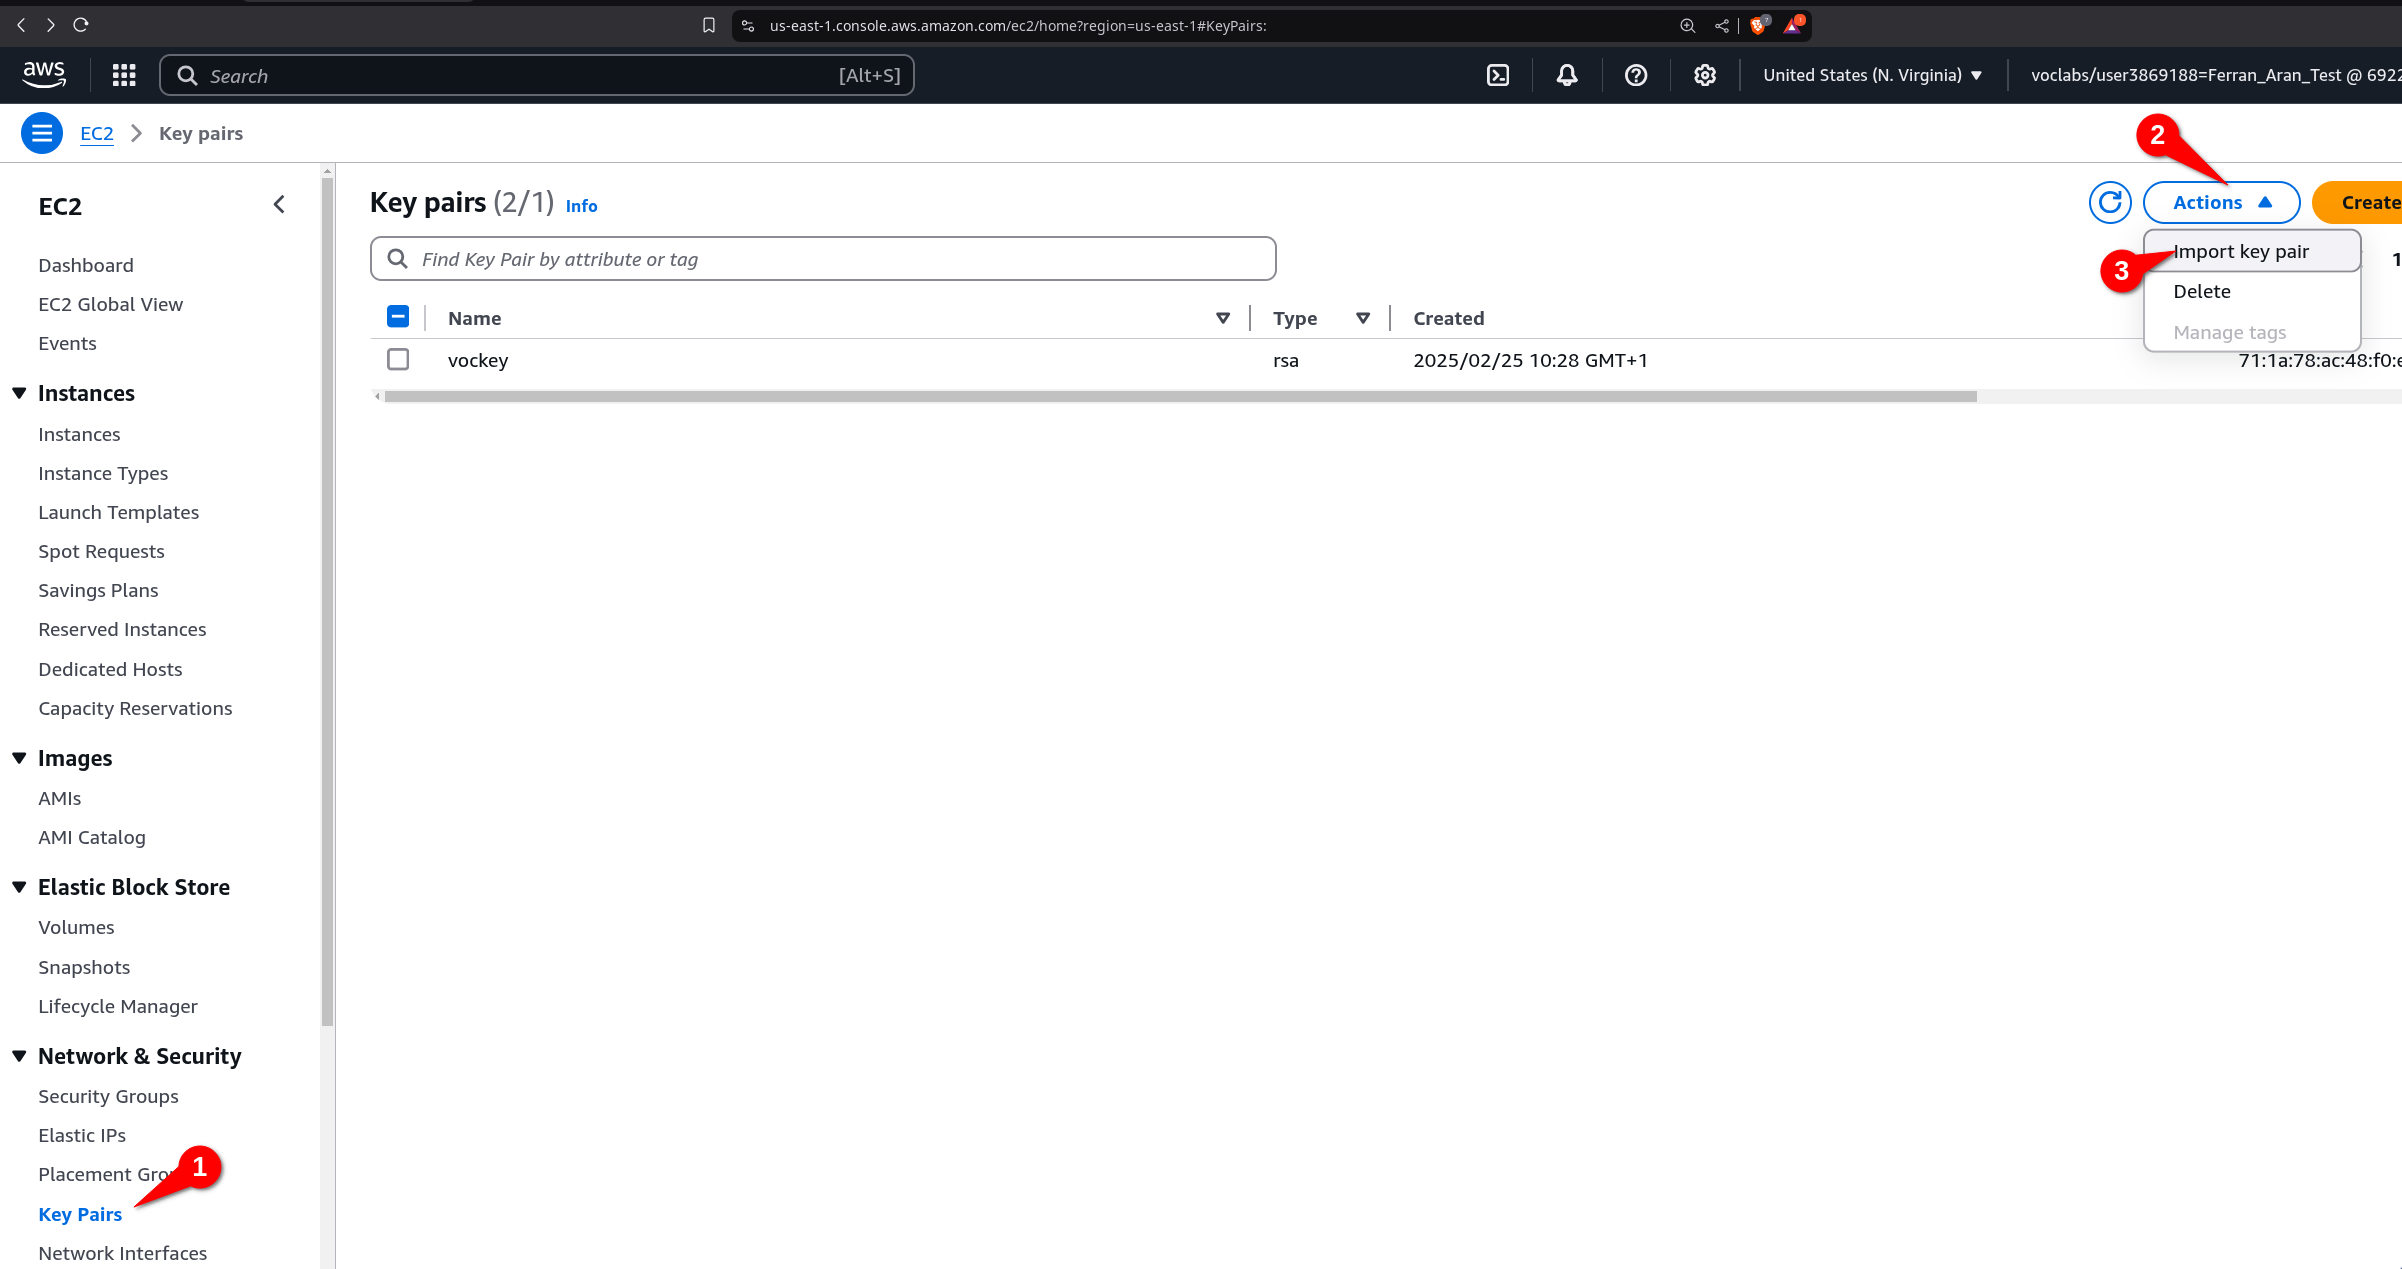 us-east-1.console.aws.amazon.com/ec2/home?region=us-east-1#KeyPairs:
aws
Search [Alt+S]
United States (N. Virginia)
voclabs/user3869188=Ferran_Aran_Test @ 6922
EC2 Key pairs
2
EC2
Key pairs (2/1) Info
Actions
Create
Find Key Pair by attribute or tag
Import key pair
1
3
Delete
Manage tags
Name Type Created
vockey rsa 2025/02/25 10:28 GMT+1 71:1a:78:ac:48:f0:e
Dashboard
EC2 Global View
Events
Instances
Instances
Instance Types
Launch Templates
Spot Requests
Savings Plans
Reserved Instances
Dedicated Hosts
Capacity Reservations
Images
AMIs
AMI Catalog
Elastic Block Store
Volumes
Snapshots
Lifecycle Manager
Network & Security
Security Groups
Elastic IPs
Placement Gro
1
Key Pairs
Network Interfaces